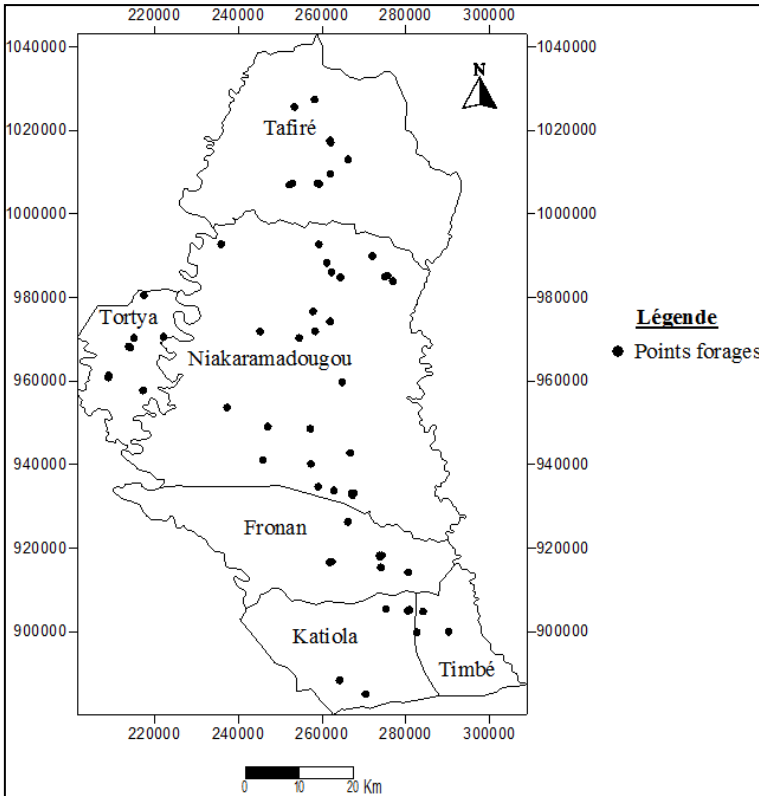 220000 240000 260000 280000 300000
1040000 1040000
N
Tafiré
1020000 1020000
1000000 1000000
980000 980000
Tortya
Légende
Points forages
Niakaramadougou
960000 960000
940000 940000
Fronan
920000 920000
900000 900000
Katiola
Timbé
220000 240000 260000 280000 300000
0 10 20 Km